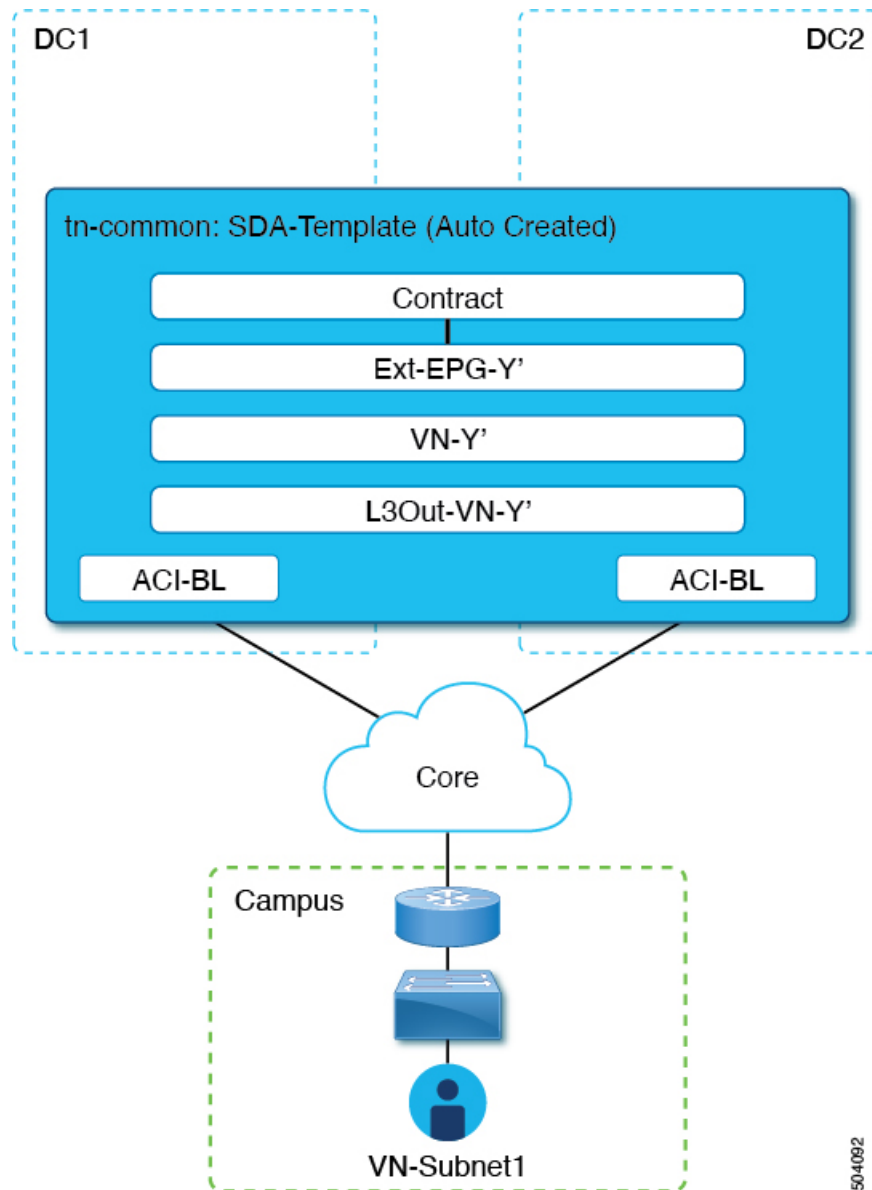 DC1
DC2
tn-common: SDA-Template (Auto Created)
Contract
Ext-EPG-Y’
VN-Y’
L3Out-VN-Y’
ACI-BL
ACI-BL
Core
Campus
VN-Subnet1
504092